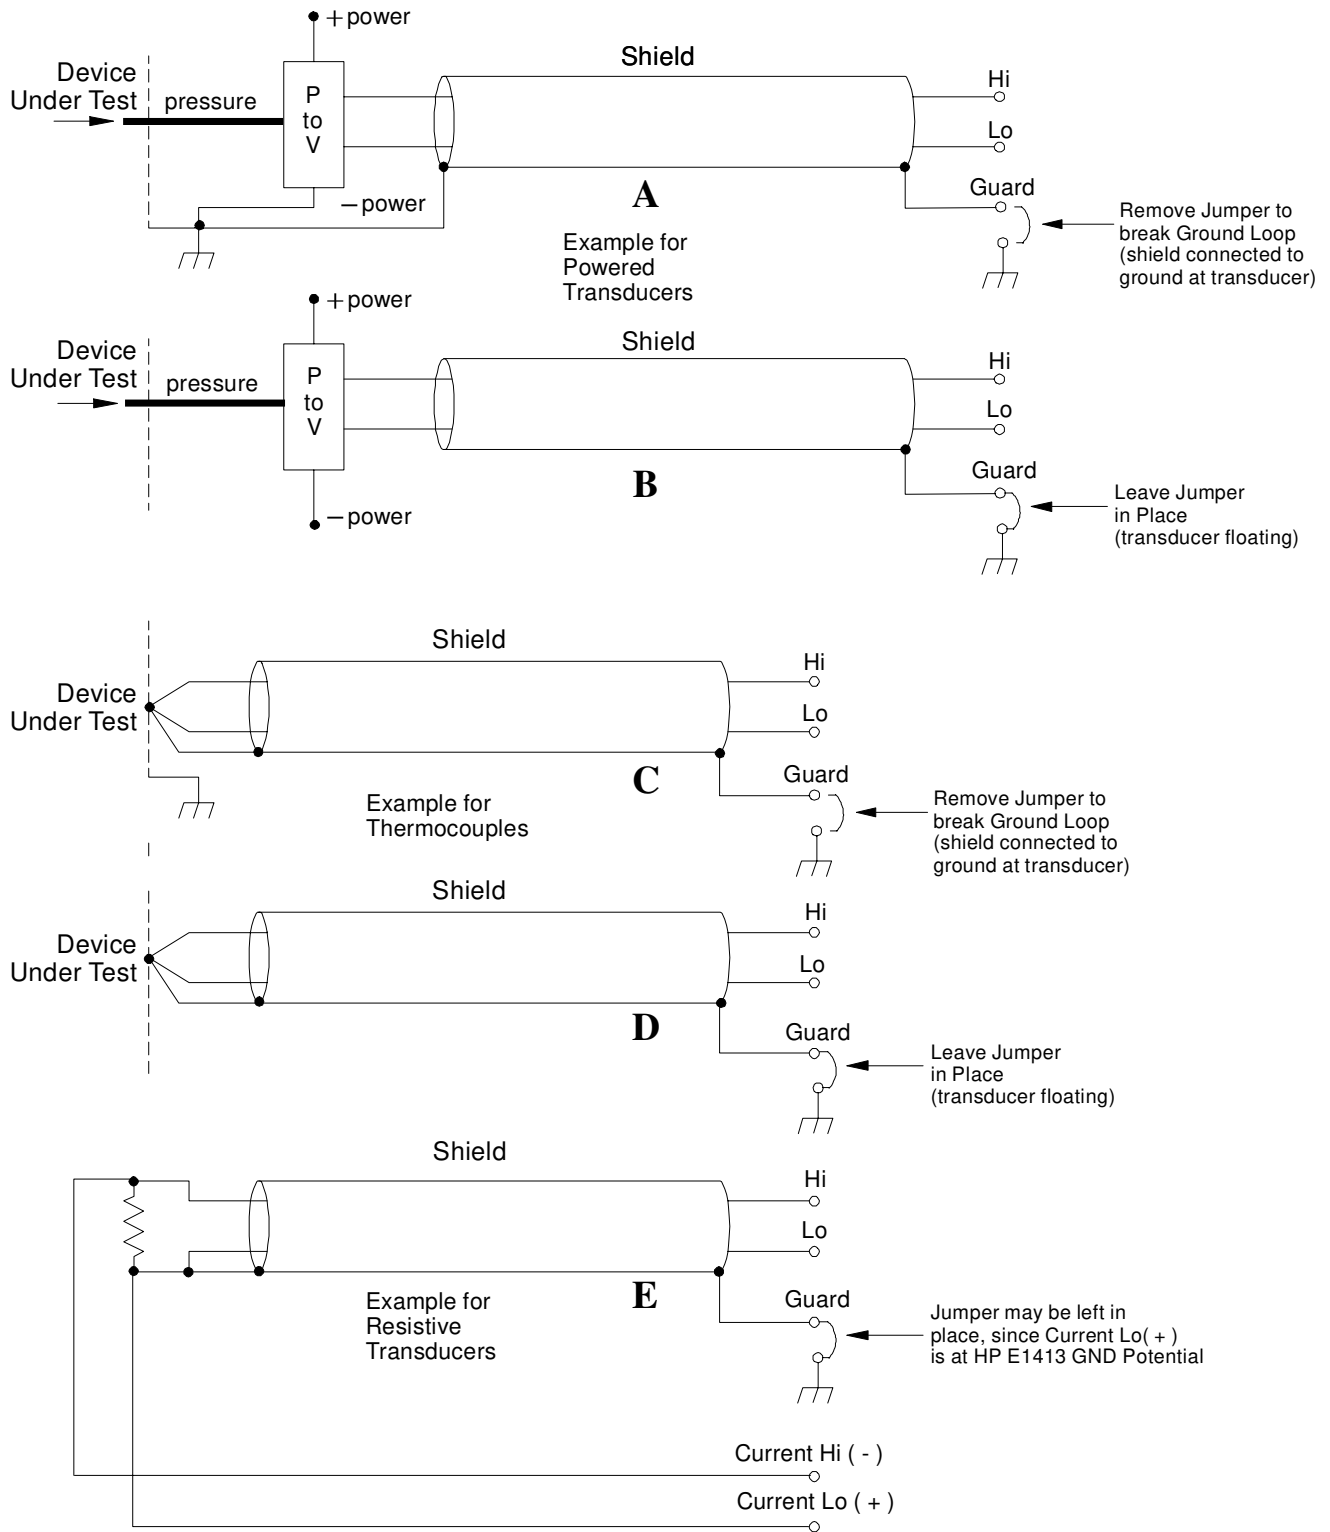 +power
Shield
Device
Under Test
pressure
P
to
V
Hi
Lo
−power
A
Guard
Example for
Powered
Transducers
Remove Jumper to
break Ground Loop
(shield connected to
ground at transducer)
+power
Shield
Device
Under Test
pressure
P
to
V
Hi
Lo
B
Guard
−power
Leave Jumper
in Place
(transducer floating)
Shield
Hi
Device
Under Test
Lo
C
Guard
Example for
Thermocouples
Remove Jumper to
break Ground Loop
(shield connected to
ground at transducer)
Shield
Hi
Device
Under Test
Lo
D
Guard
Leave Jumper
in Place
(transducer floating)
Shield
Hi
Lo
E
Guard
Example for
Resistive
Transducers
Jumper may be left in
place, since Current Lo( + )
is at HP E1413 GND Potential
Current Hi ( - )
Current Lo ( + )